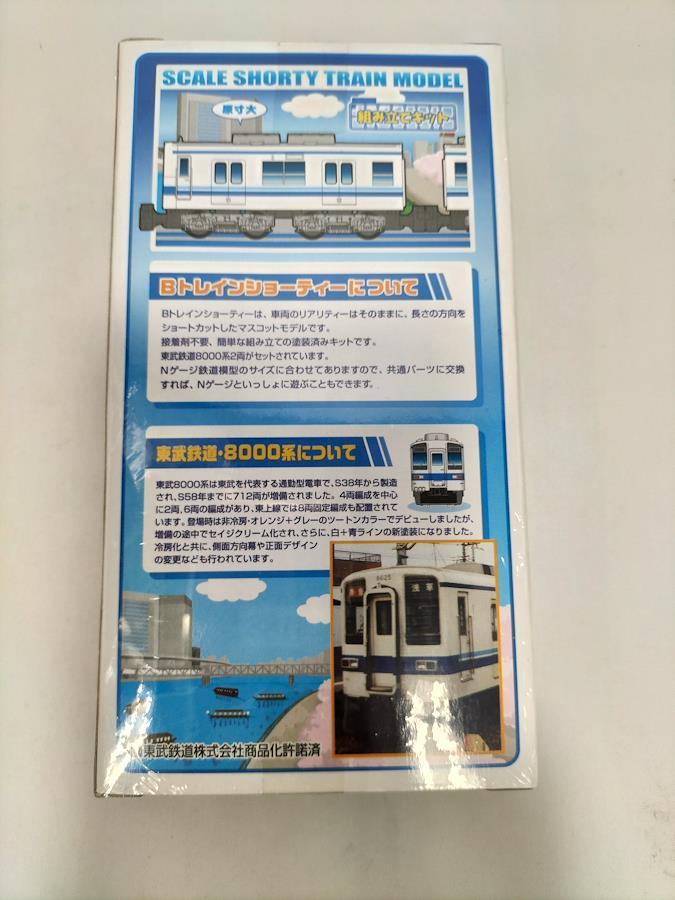 SCALE SHORTY TRAIN MODEL
原寸大
組み立てキット
Bトレインショーティーについて
Bトレインショーティーは、車両のリアリティーはそのままに、長さの方向を
ショートカットしたマスコットモデルです。
接着剤不要、簡単な組み立ての塗装済みキットです。
東武鉄道8000系2両がセットされています。
Nゲージ鉄道模型のサイズに合わせてありますので、共通パーツに交換
すれば、Nゲージといっしょに遊ぶこともできます。
東武鉄道・8000系について
東武8000系は東武を代表する通勤型電車で、S38年から製造
され、S58年までに712両が増備されました。4両編成を中心
に2両、6両の編成があり、東上線では8両固定編成も配置されて
います。登場時は非冷房・オレンジ+グレーのツートンカラーでデビューしましたが、
増備の途中でセイジクリーム化され、さらに、白+青ラインの新塗装になりました。
冷房化と共に、側面方向幕や正面デザイン
の変更なども行われています。
8625
浅草
東武鉄道株式会社商品化許諾済